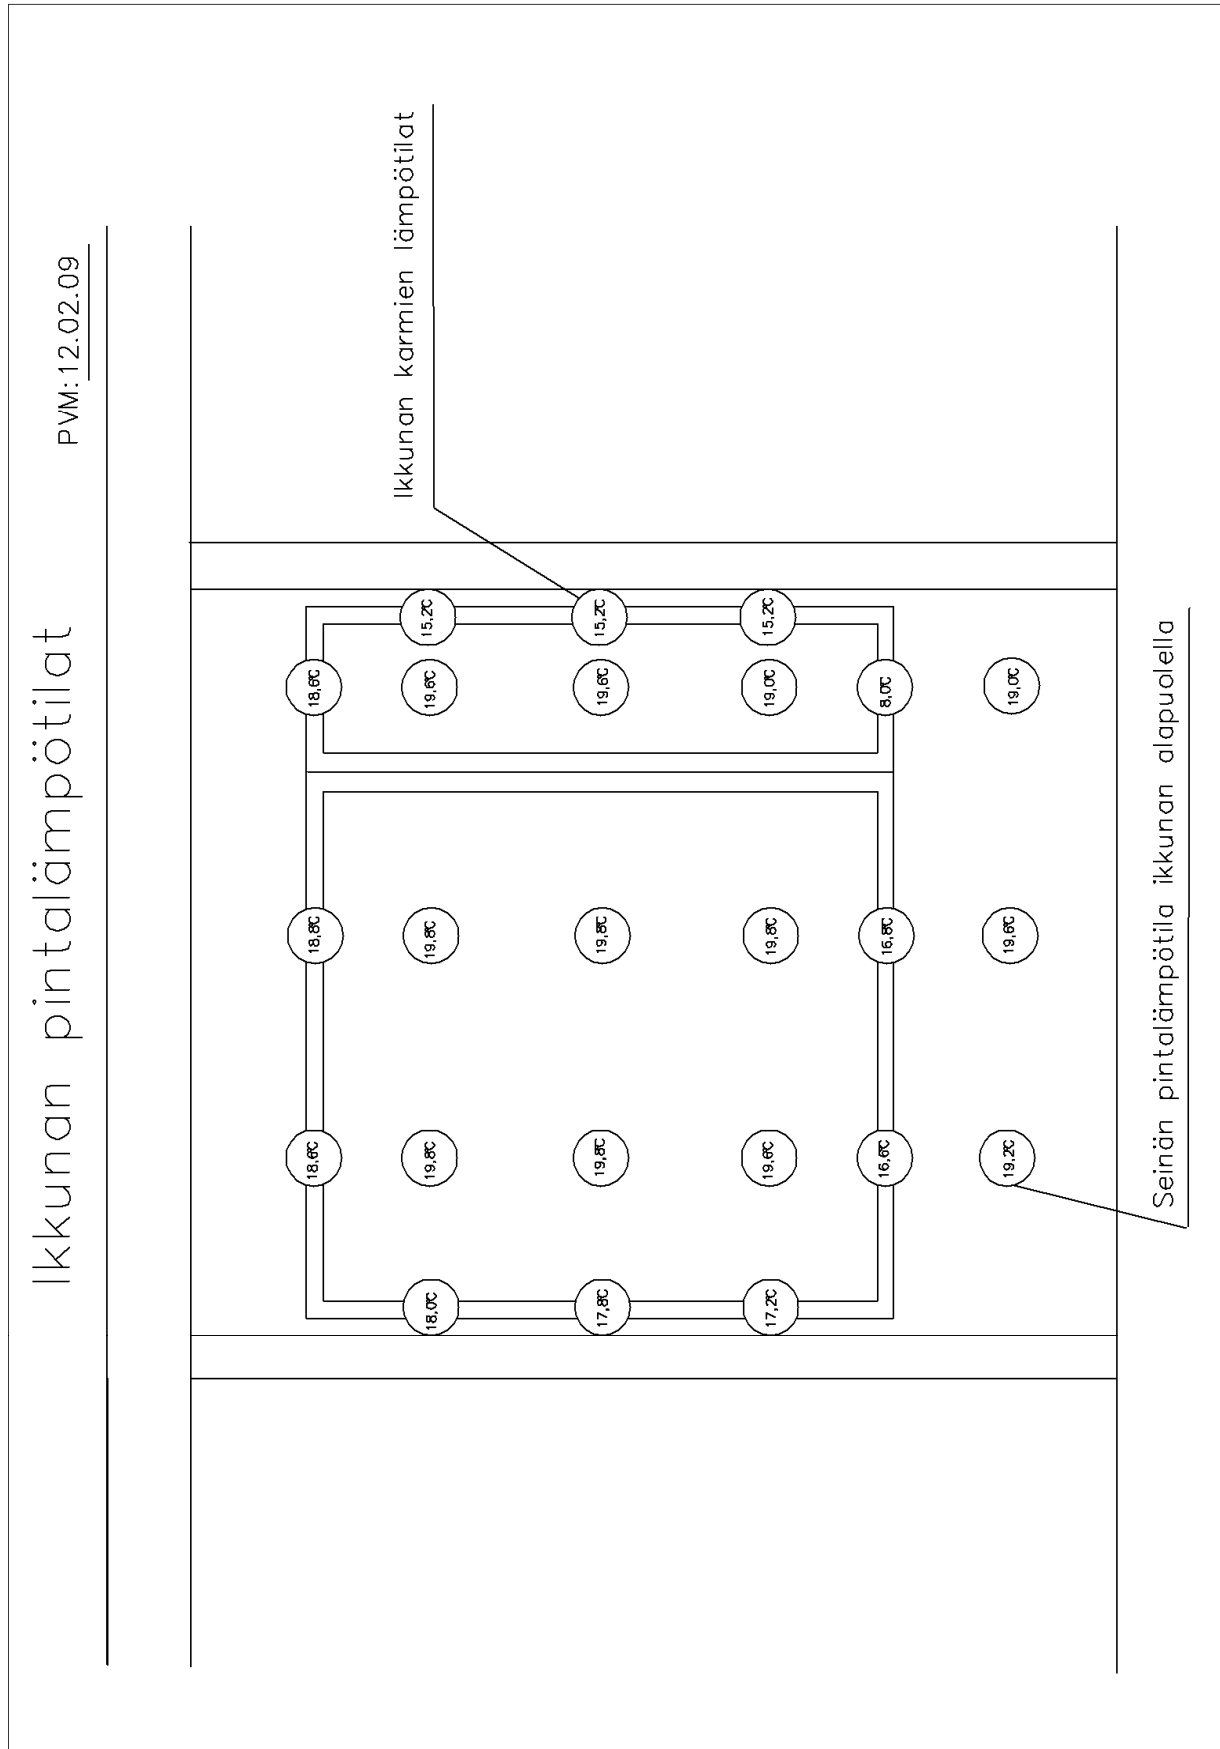 Ikkunan pintalämpötillat
PVM: 12.02.09
18,6°C 18,8°C 18,6°C
Ikkunan karmien lämpötilat
18,0°C 19,8°C 19,8°C 19,6°C 15,2°C
17,8°C 19,8°C 19,8°C 19,6°C 15,2°C
17,2°C 19,6°C 19,8°C 19,0°C 15,2°C
16,6°C 16,8°C 8,0°C
19,2°C 19,6°C 19,0°C
Seinän pintalämpötila ikkunan alapuolella